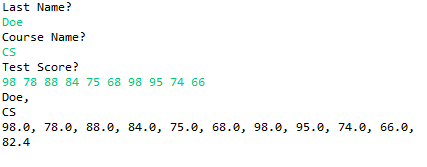 Last Name?
Doe
Course Name?
CS
Test Score?
98 78 88 84 75 68 98 95 74 66
Doe,
CS
98.0, 78.0, 88.0, 84.0, 75.0, 68.0, 98.0, 95.0, 74.0, 66.0,
82.4